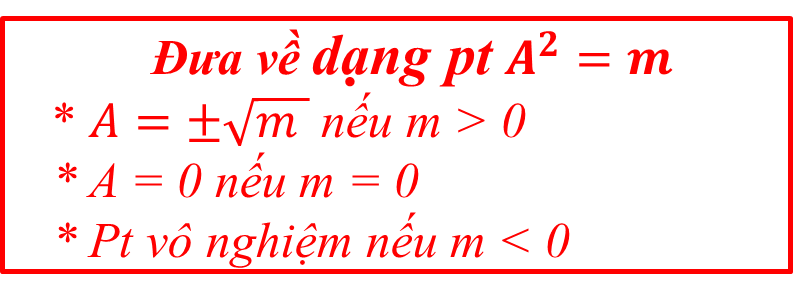 Đưa về dạng pt A² = m
* A = ±√m nếu m > 0
* A = 0 nếu m = 0
* Pt vô nghiệm nếu m < 0